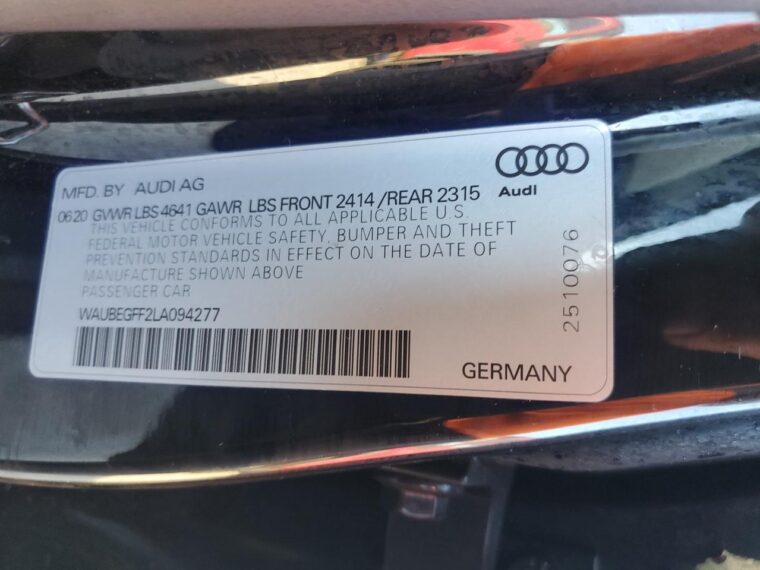 MFD. BY AUDI AG
Audi
06 20 GVWR LBS 4641 GAWR LBS FRONT 2414 /REAR 2315
THIS VEHICLE CONFORMS TO ALL APPLICABLE U.S.
FEDERAL MOTOR VEHICLE SAFETY, BUMPER AND THEFT
PREVENTION STANDARDS IN EFFECT ON THE DATE OF
MANUFACTURE SHOWN ABOVE
PASSENGER CAR
WAUBEGFF2LA094277
GERMANY
2510076